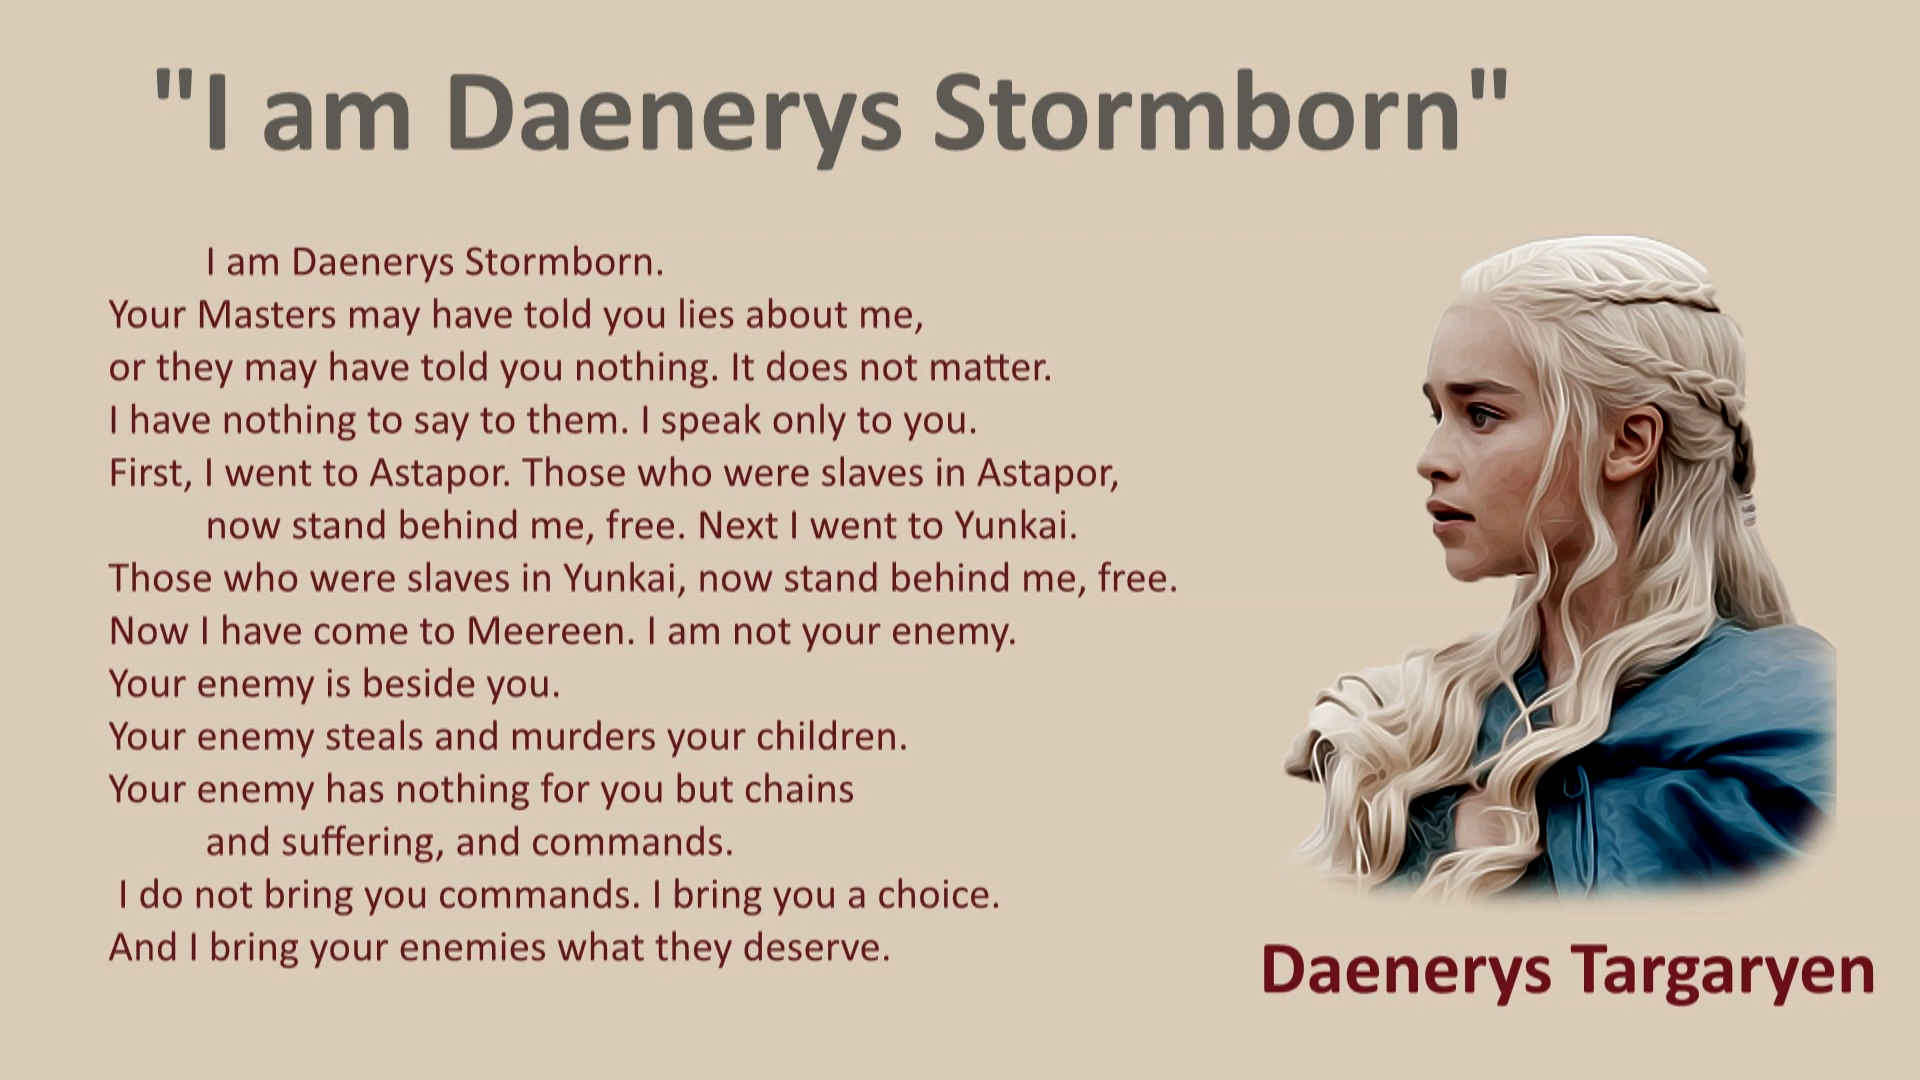 "I am Daenerys Stormborn"
I am Daenerys Stormborn.
Your Masters may have told you lies about me,
or they may have told you nothing. It does not matter.
I have nothing to say to them. I speak only to you.
First, I went to Astapor. Those who were slaves in Astapor,
now stand behind me, free. Next I went to Yunkai.
Those who were slaves in Yunkai, now stand behind me, free.
Now I have come to Meereen. I am not your enemy.
Your enemy is beside you.
Your enemy steals and murders your children.
Your enemy has nothing for you but chains
and suffering, and commands.
I do not bring you commands. I bring you a choice.
And I bring your enemies what they deserve.
Daenerys Targaryen